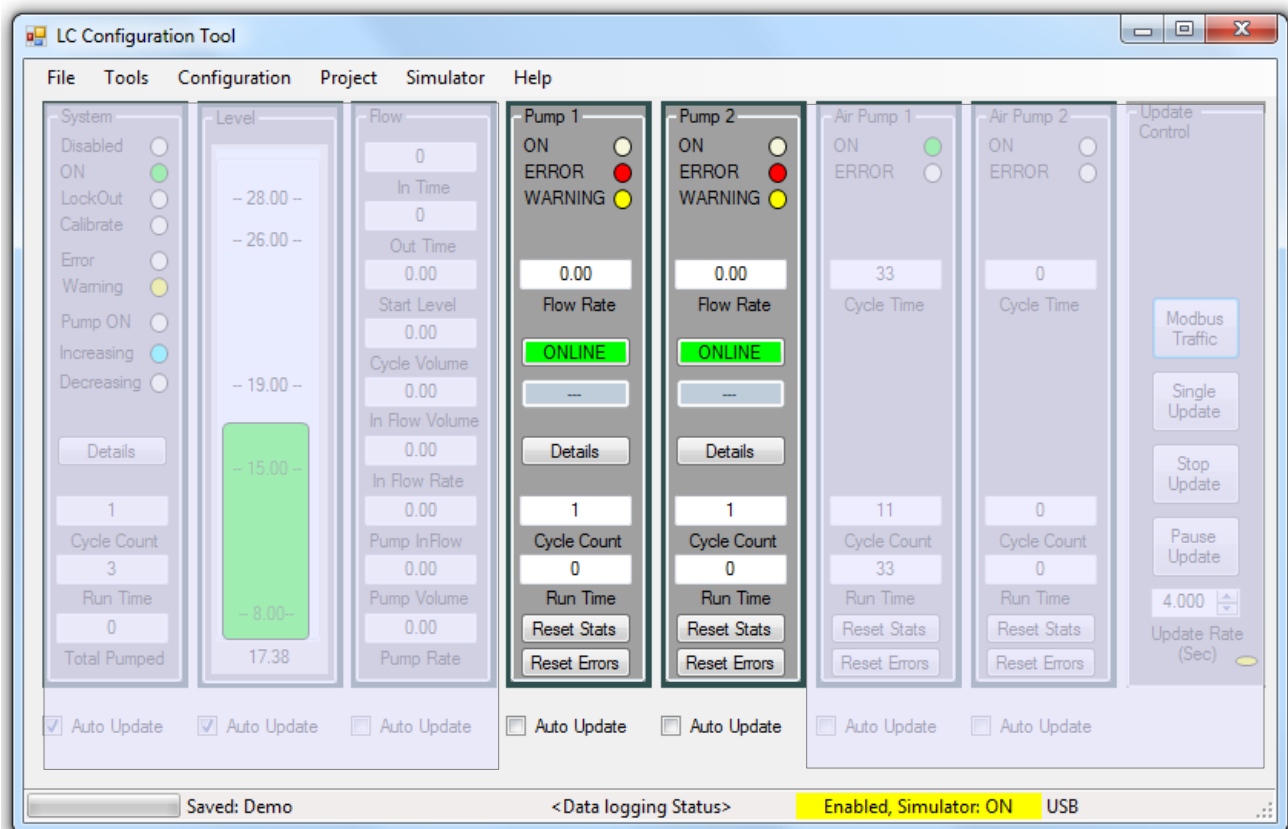 LC Configuration Tool
File Tools Configuration Project Simulator Help
System
Disabled
ON
LockOut
Calibrate
Error
Warning
Pump ON
Increasing
Decreasing
Details
1
Cycle Count
3
Run Time
0
Total Pumped
Auto Update
Level
-- 28.00 --
-- 26.00 --
-- 19.00 --
-- 15.00 --
-- 8.00--
17.38
Auto Update
Flow
0
In Time
0
Out Time
0.00
Start Level
0.00
Cycle Volume
0.00
In Flow Volume
0.00
In Flow Rate
0.00
Pump InFlow
0.00
Pump Volume
0.00
Pump Rate
Auto Update
Pump 1
ON
ERROR
WARNING
0.00
Flow Rate
ONLINE
---
Details
1
Cycle Count
0
Run Time
Reset Stats
Reset Errors
Auto Update
Pump 2
ON
ERROR
WARNING
0.00
Flow Rate
ONLINE
---
Details
1
Cycle Count
0
Run Time
Reset Stats
Reset Errors
Auto Update
Air Pump 1
ON
ERROR
33
Cycle Time
11
Cycle Count
33
Run Time
Reset Stats
Reset Errors
Auto Update
Air Pump 2
ON
ERROR
0
Cycle Time
0
Cycle Count
0
Run Time
Reset Stats
Reset Errors
Auto Update
Update
Control
Modbus
Traffic
Single
Update
Stop
Update
Pause
Update
4.000
Update Rate
(Sec)
Saved: Demo <Data logging Status> Enabled, Simulator: ON USB